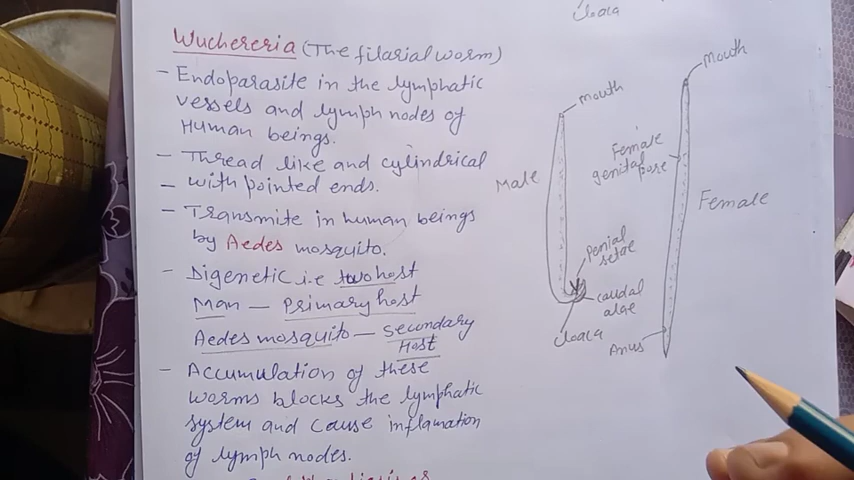 Cloaca
Wuchereria (The filarial worm)
- Endoparasite in the lymphatic
vessels and lymph nodes of
Human beings.
- Thread like and cylindrical
- with pointed ends.
- Transmite in human beings
by Aedes mosquito.
- Digenetic i.e two host
Man — Primary host
Aedes mosquito — secondary
Host
- Accumulation of these
worms blocks the lymphatic
system and cause inflamation
of lymph nodes.
Mouth
Male
Penial
setae
caudal
alae
Cloaca
Mouth
Female
genital pore
Female
Anus